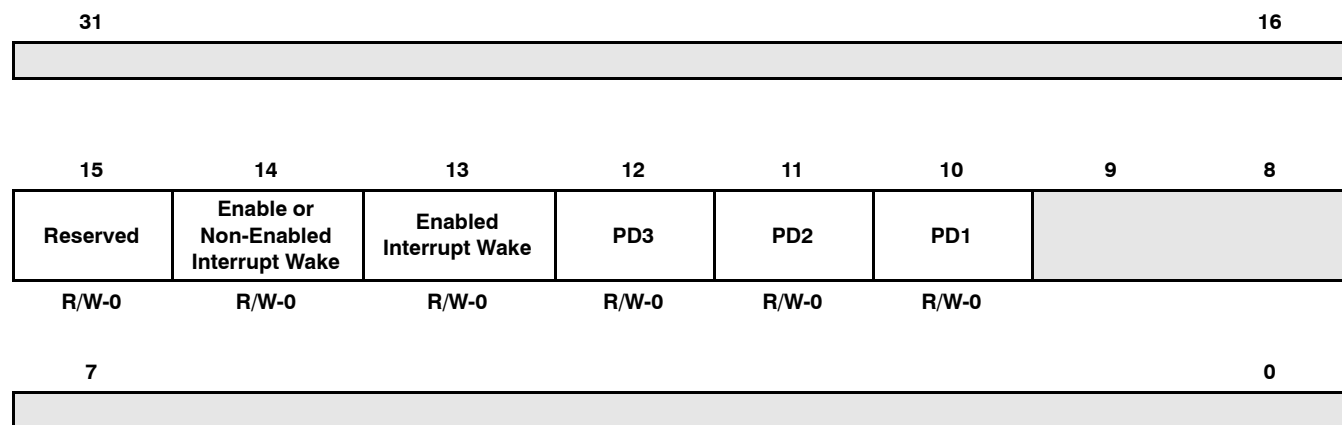 31 16
15 14 13 12 11 10 9 8
Reserved
Enable or
Non-Enabled
Interrupt Wake
Enabled
Interrupt Wake
PD3
PD2
PD1
R/W-0 R/W-0 R/W-0 R/W-0 R/W-0 R/W-0
7 0